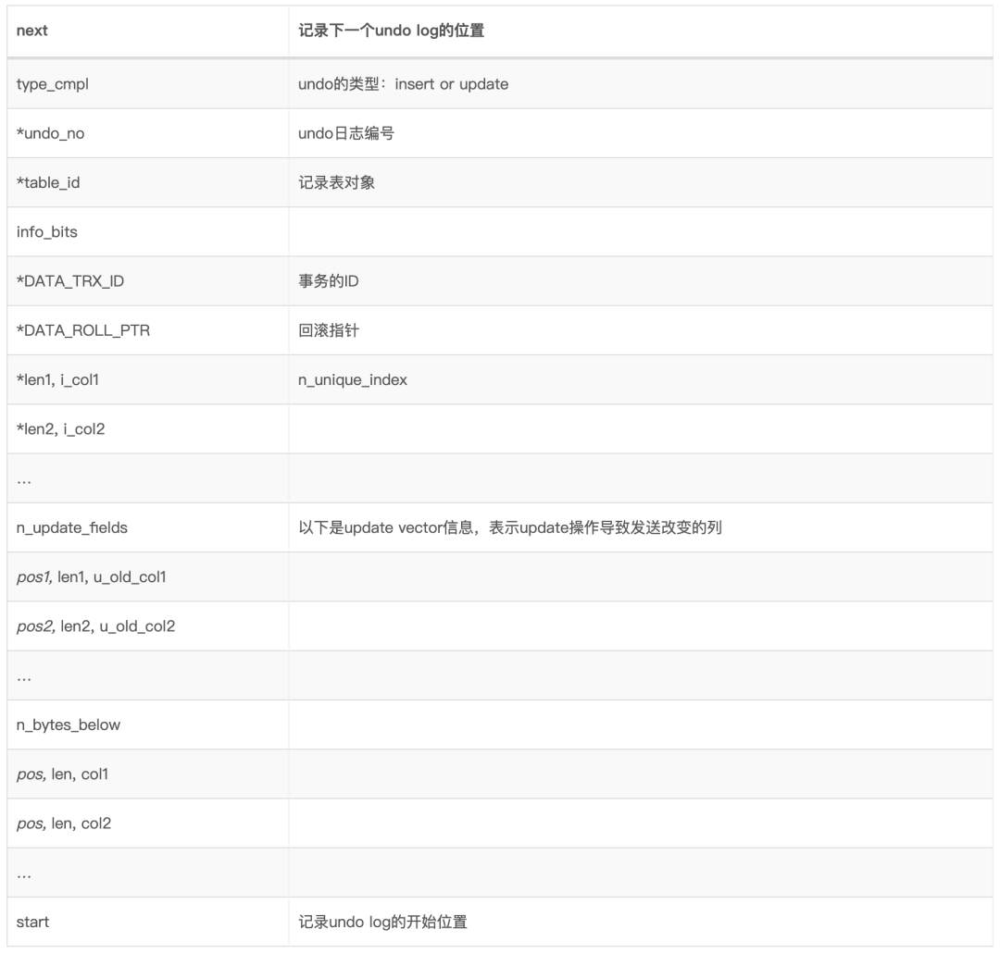 next 记录下一个undo log的位置
type_cmpl undo的类型：insert or update
*undo_no undo日志编号
*table_id 记录表对象
info_bits
*DATA_TRX_ID 事务的ID
*DATA_ROLL_PTR 回滚指针
*len1, i_col1 n_unique_index
*len2, i_col2
...
n_update_fields 以下是update vector信息，表示update操作导致发送改变的列
pos1, len1, u_old_col1
pos2, len2, u_old_col2
...
n_bytes_below
pos, len, col1
pos, len, col2
...
start 记录undo log的开始位置